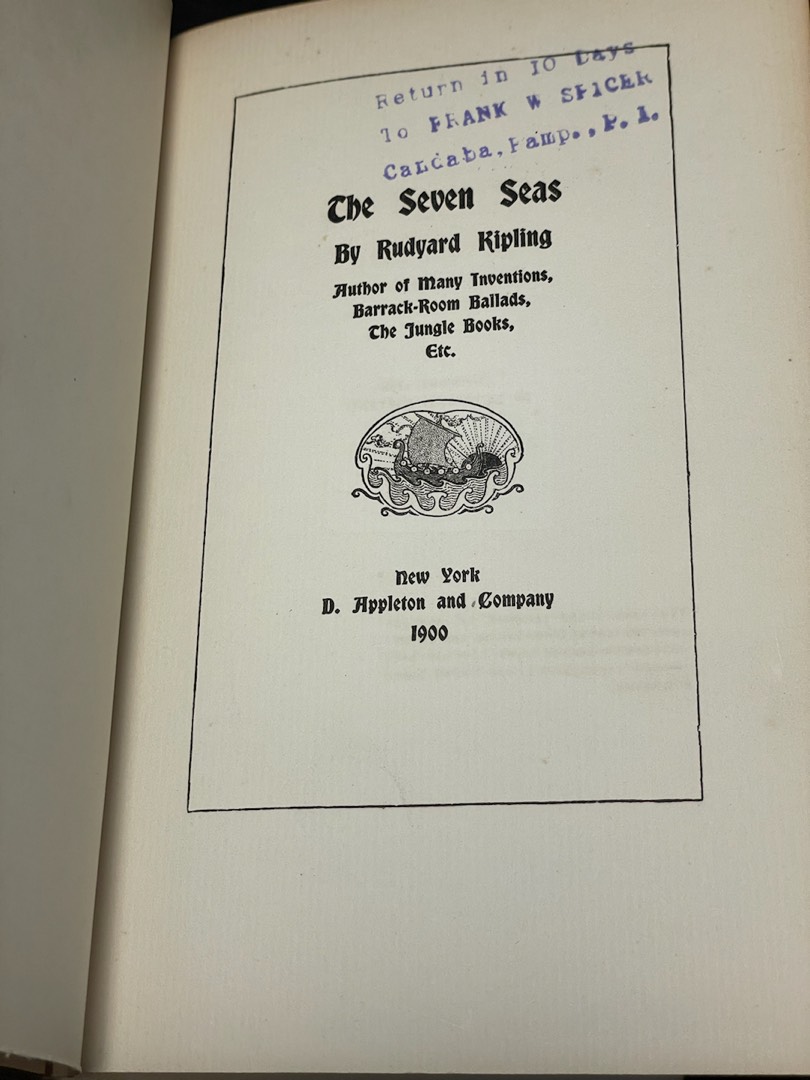 Return in 10 Days
To FRANK W SPICER
Calcaba, Pamp., P. I.
The Seven Seas
By Rudyard Kipling
Author of Many Inventions,
Barrack-Room Ballads,
The Jungle Books,
Etc.
New York
D. Appleton and Company
1900